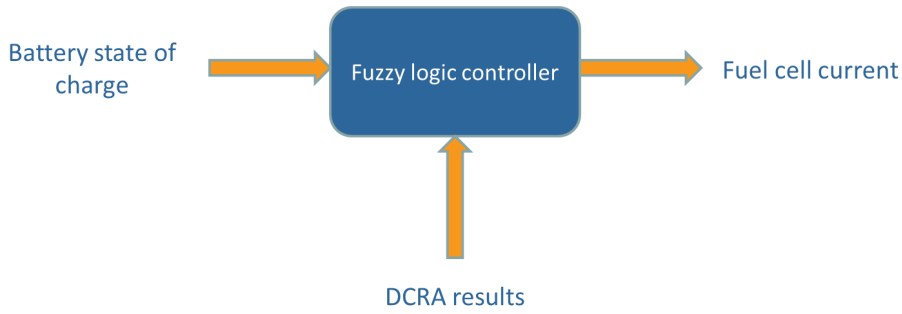 Battery state of
charge
Fuzzy logic controller
Fuel cell current
DCRA results